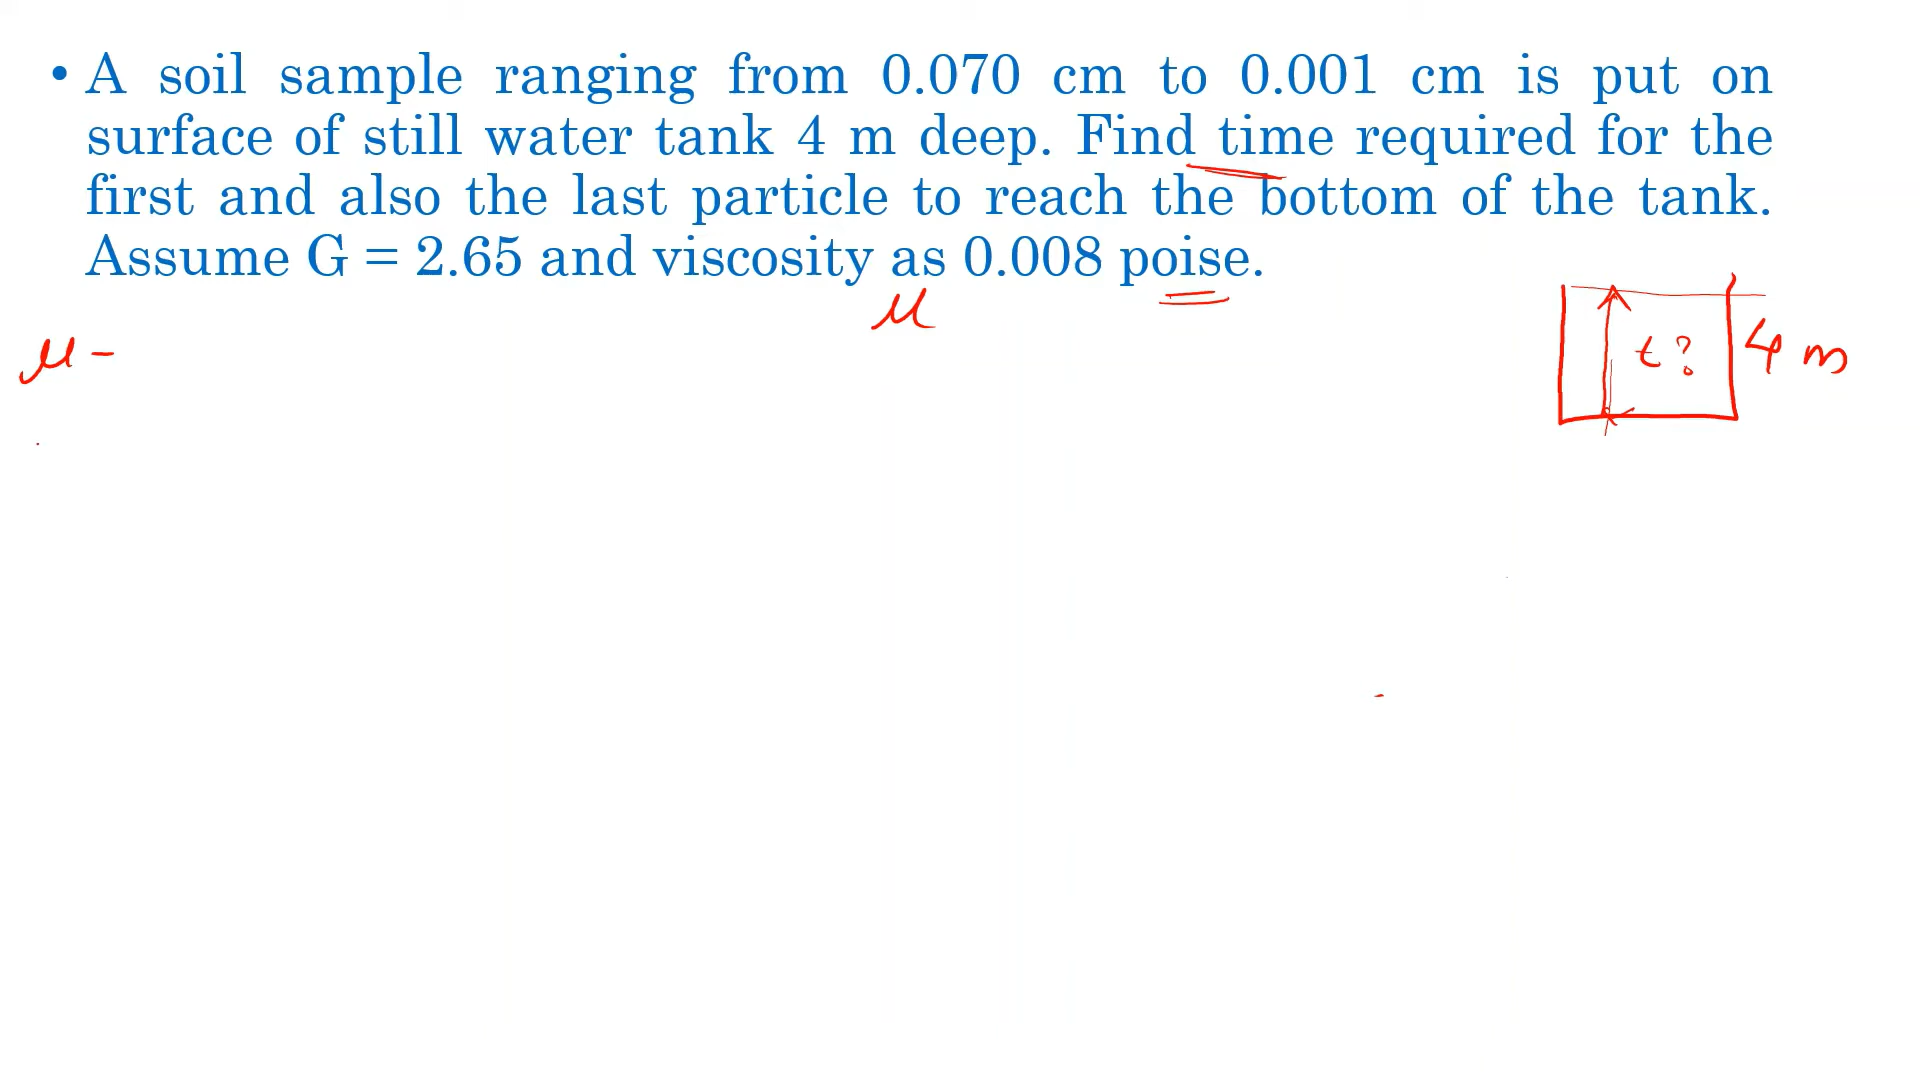 • A soil sample ranging from 0.070 cm to 0.001 cm is put on
surface of still water tank 4 m deep. Find time required for the
first and also the last particle to reach the bottom of the tank.
Assume G = 2.65 and viscosity as 0.008 poise.
μ
μ -
t?
4 m